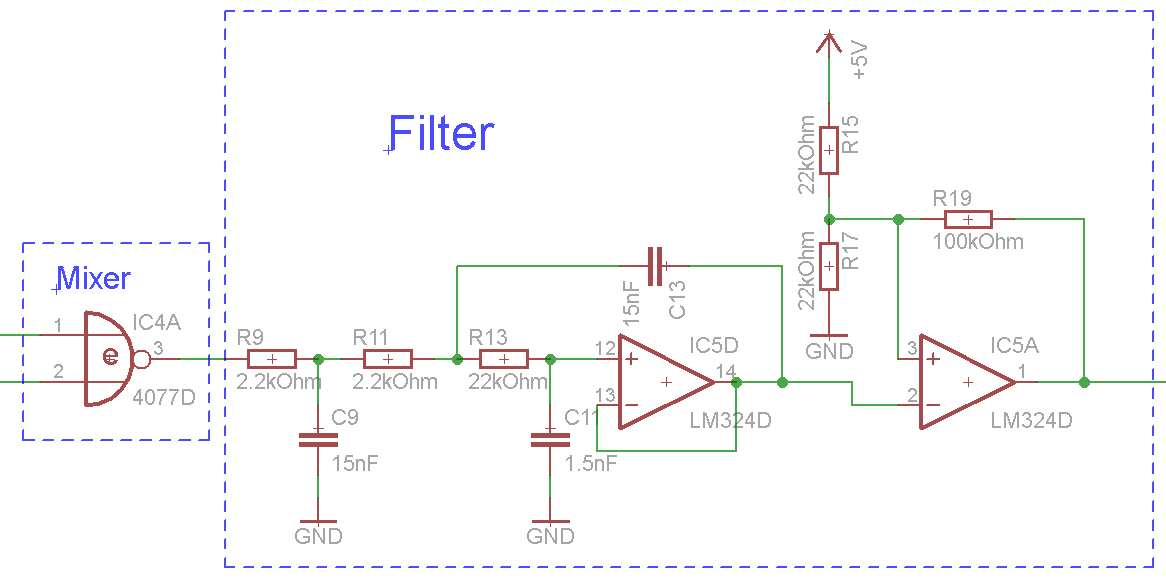 Filter
+5V
22kOhm
R15
22kOhm
R17
GND
R19
100kOhm
Mixer
1
2
e
3
IC4A
4077D
R9
2.2kOhm
R11
2.2kOhm
R13
22kOhm
C9
15nF
GND
C11
1.5nF
GND
15nF
C13
12
13
14
IC5D
LM324D
3
2
1
IC5A
LM324D